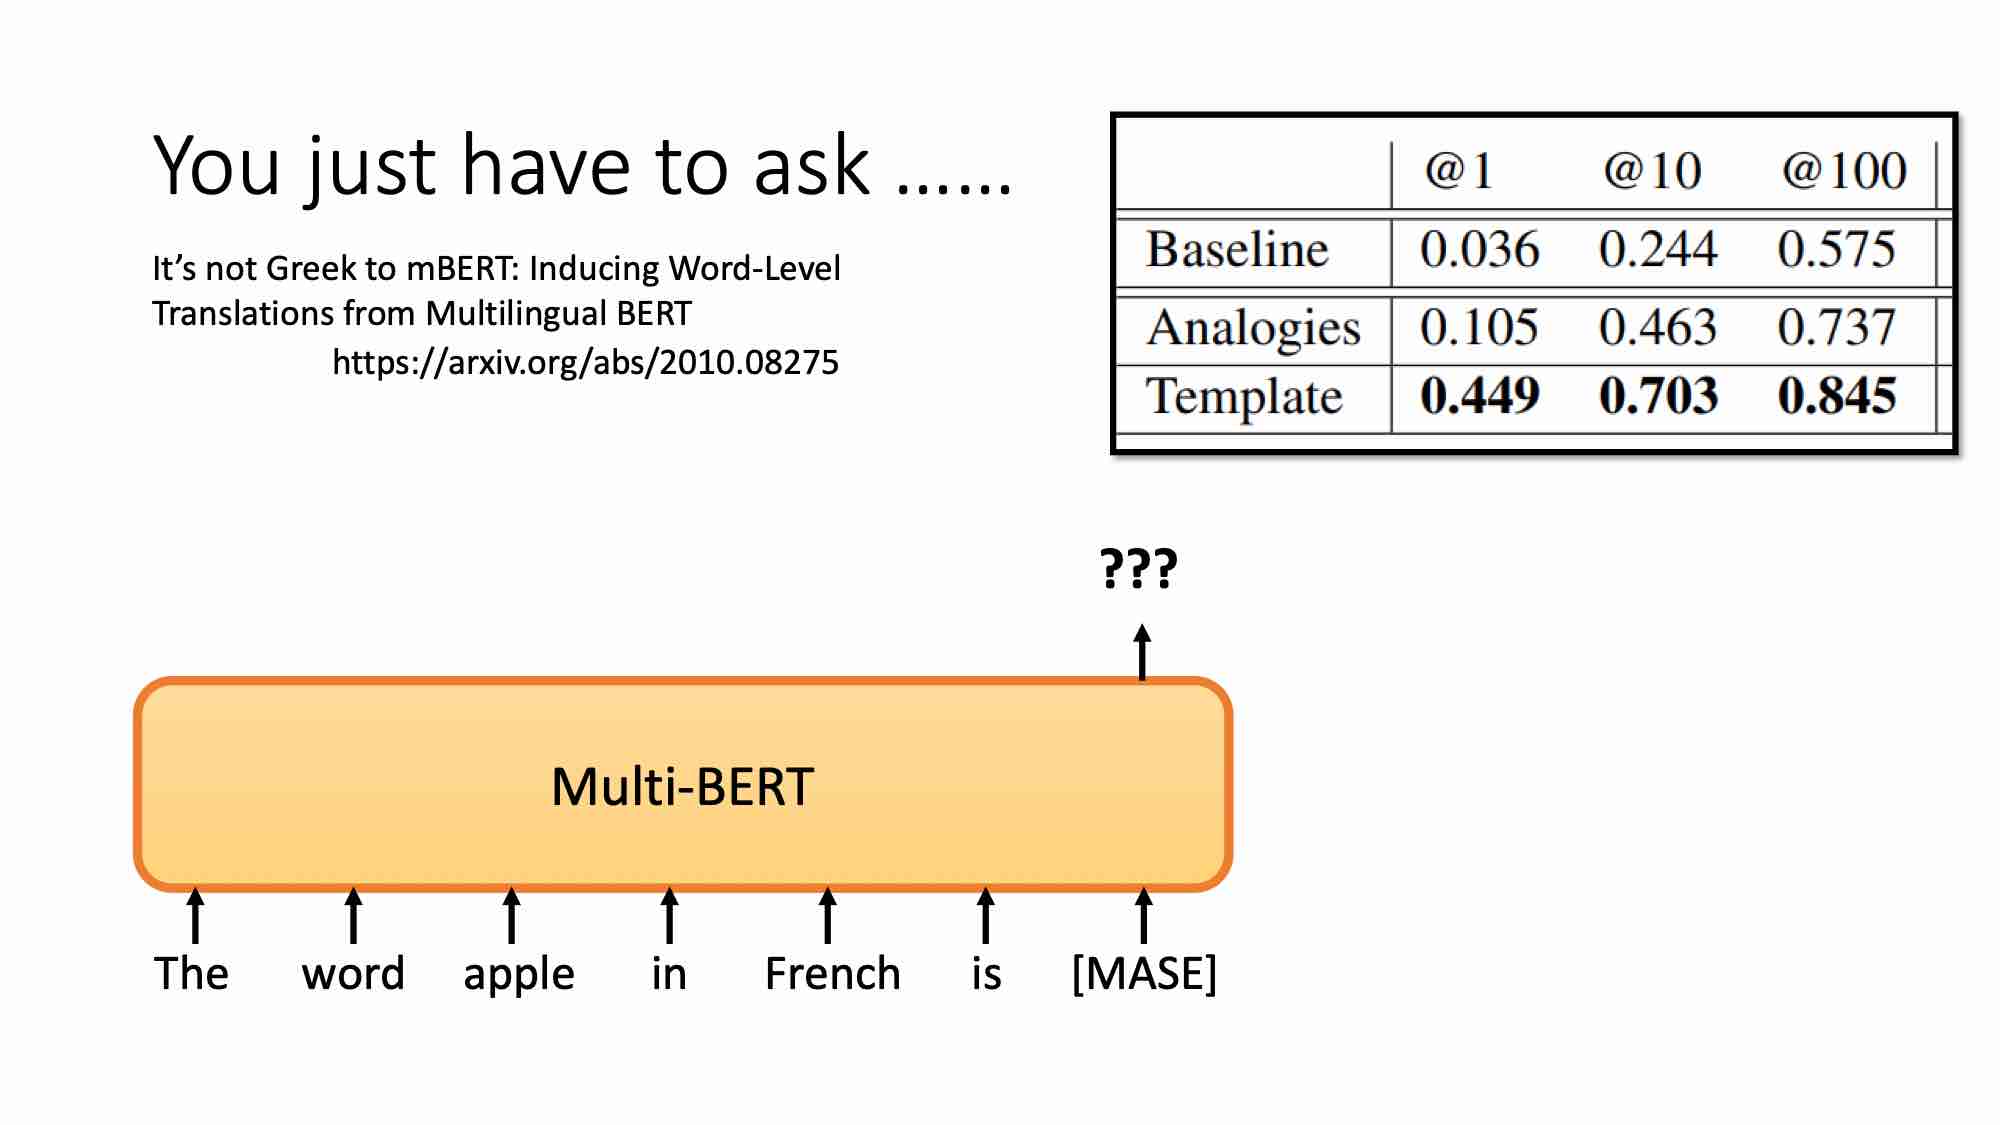 You just have to ask ……
It’s not Greek to mBERT: Inducing Word-Level
Translations from Multilingual BERT
https://arxiv.org/abs/2010.08275
@1 @10 @100
Baseline 0.036 0.244 0.575
Analogies 0.105 0.463 0.737
Template 0.449 0.703 0.845
???
Multi-BERT
The word apple in French is [MASE]